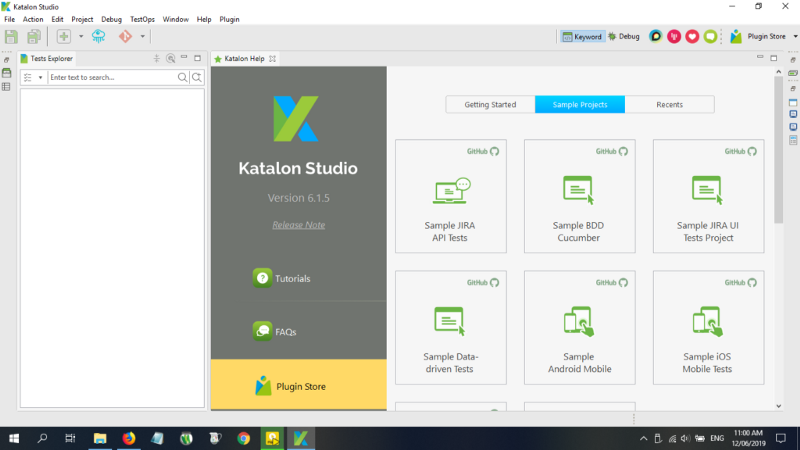 Katalon Studio
File Action Edit Project Debug TestOps Window Help Plugin
Keyword Debug Plugin Store
Tests Explorer
Katalon Help
Enter text to search...
Katalon Studio
Version 6.1.5
Release Note
Tutorials
FAQs
Plugin Store
Getting Started Sample Projects Recents
GitHub GitHub GitHub
Sample JIRA
API Tests
Sample BDD
Cucumber
Sample JIRA UI
Tests Project
GitHub GitHub GitHub
Sample Data-
driven Tests
Sample
Android Mobile
Sample iOS
Mobile Tests
GitHub GitHub
ENG
11:00 AM
12/06/2019